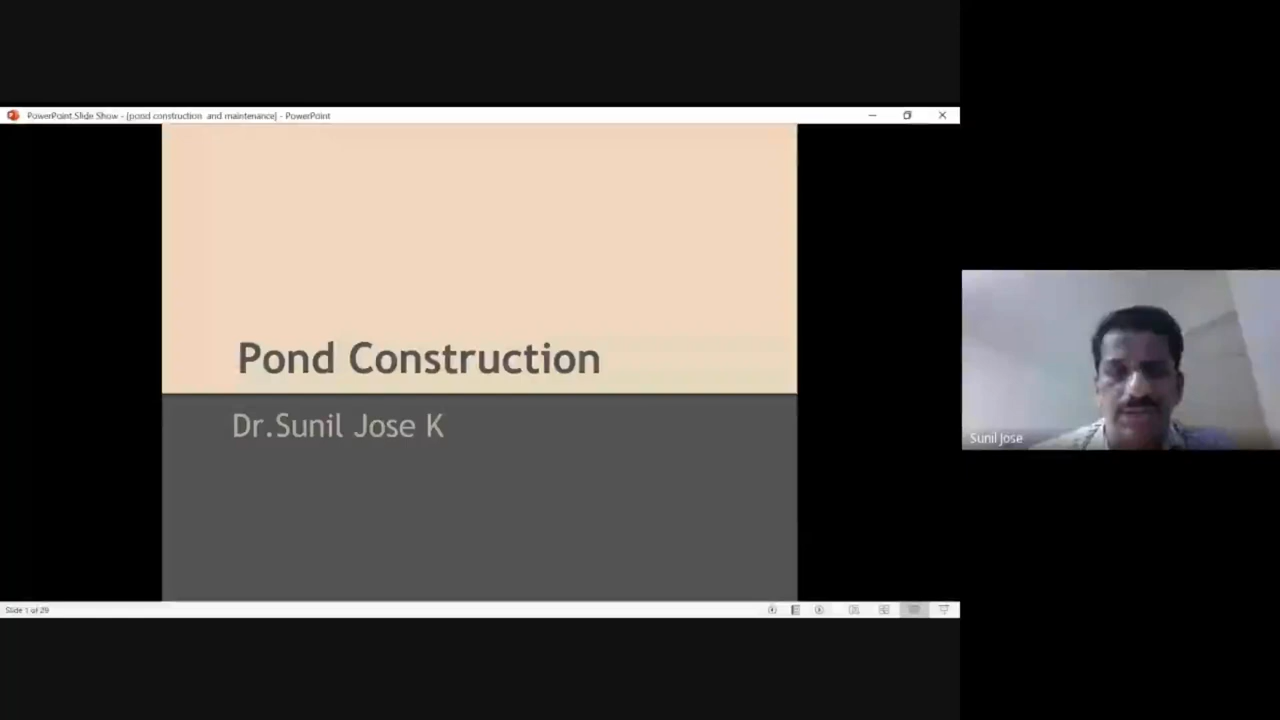 PowerPoint Slide Show - [pond construction  and maintenance] - PowerPoint
Pond Construction
Dr.Sunil Jose K
Sunil Jose
Slide 1 of 29